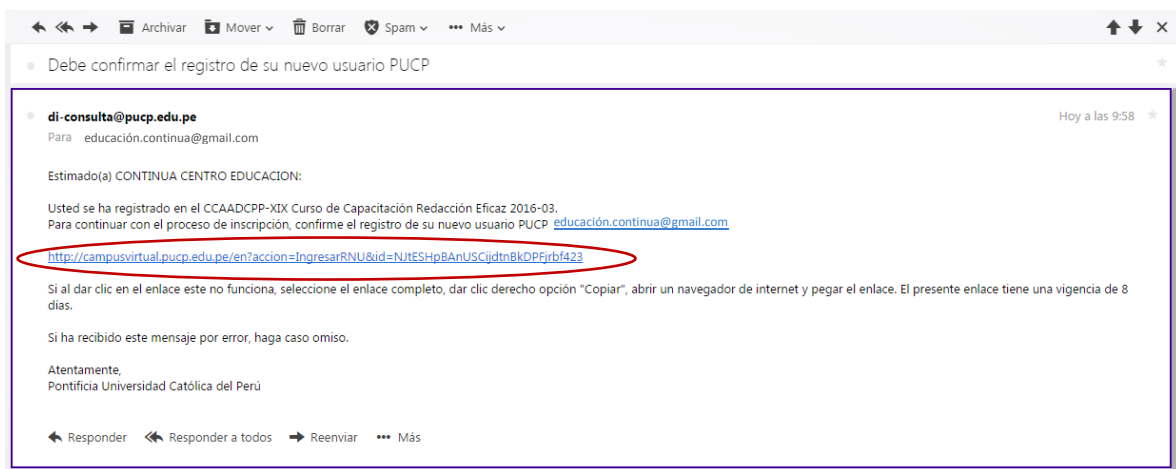 Archivar Mover Borrar Spam Más
Debe confirmar el registro de su nuevo usuario PUCP
di-consulta@pucp.edu.pe Hoy a las 9:58
Para educación.continua@gmail.com
Estimado(a) CONTINUA CENTRO EDUCACION:
Usted se ha registrado en el CCAADCPP-XIX Curso de Capacitación Redacción Eficaz 2016-03.
Para continuar con el proceso de inscripción, confirme el registro de su nuevo usuario PUCP educación.continua@gmail.com
http://campusvirtual.pucp.edu.pe/en?accion=IngresarRNU&id=NJtESHpBAnUSCijdtnBkDPFjrbf423
Si al dar clic en el enlace este no funciona, seleccione el enlace completo, dar clic derecho opción "Copiar", abrir un navegador de internet y pegar el enlace. El presente enlace tiene una vigencia de 8
días.
Si ha recibido este mensaje por error, haga caso omiso.
Atentamente,
Pontificia Universidad Católica del Perú
Responder Responder a todos Reenviar Más